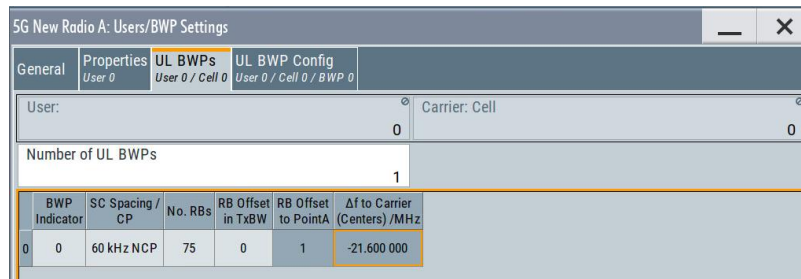 5G New Radio A: Users/BWP Settings
General
Properties
User 0
UL BWPs
User 0 / Cell 0
UL BWP Config
User 0 / Cell 0 / BWP 0
User:
0
Carrier: Cell
0
Number of UL BWPs
1
BWP Indicator
SC Spacing / CP
No. RBs
RB Offset in TxBW
RB Offset to PointA
Δf to Carrier (Centers) /MHz
0 0 60 kHz NCP 75 0 1 -21.600 000